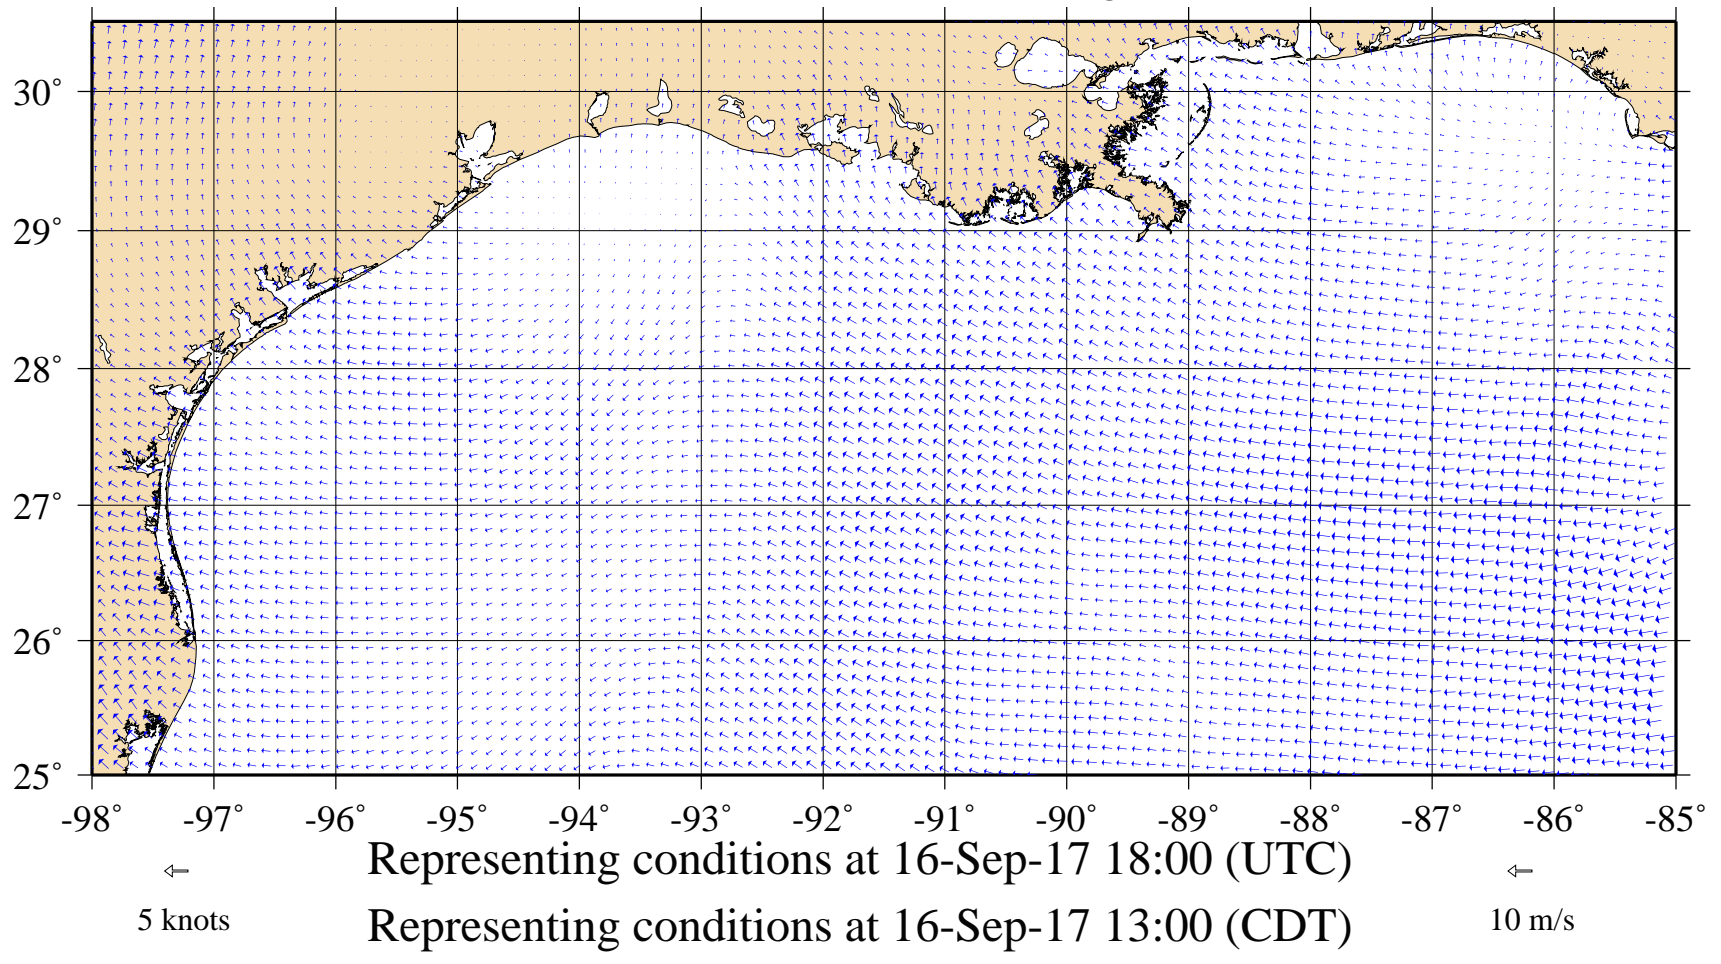 30°
29°
28°
27°
26°
25°
-98° -97° -96° -95° -94° -93° -92° -91° -90° -89° -88° -87° -86° -85°
Representing conditions at 16-Sep-17 18:00 (UTC)
5 knots
Representing conditions at 16-Sep-17 13:00 (CDT)
10 m/s